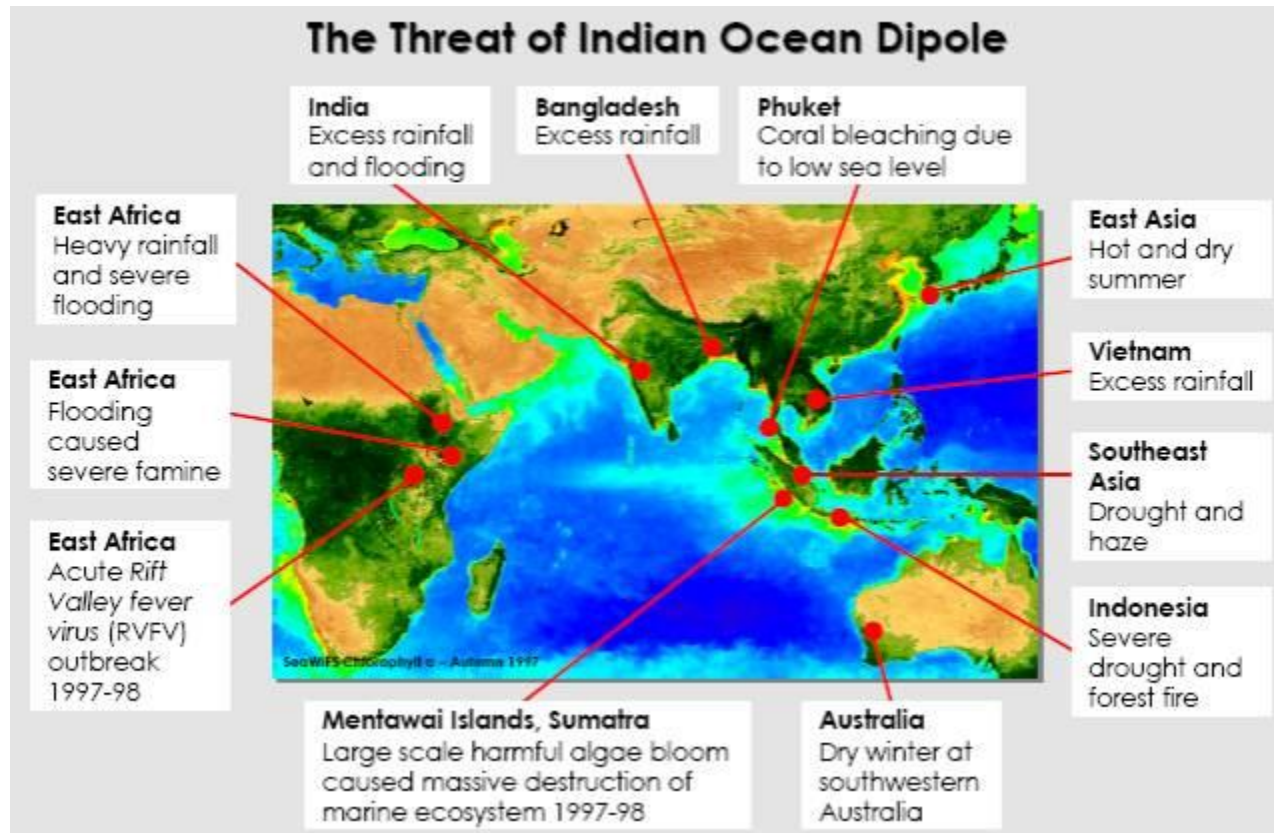 The Threat of Indian Ocean Dipole
India
Excess rainfall
and flooding
Bangladesh
Excess rainfall
Phuket
Coral bleaching due
to low sea level
East Africa
Heavy rainfall
and severe
flooding
East Asia
Hot and dry
summer
East Africa
Flooding
caused
severe famine
Vietnam
Excess rainfall
Southeast
Asia
Drought and
haze
East Africa
Acute Rift
Valley fever
virus (RVFV)
outbreak
1997-98
Indonesia
Severe
drought and
forest fire
SeaWiFS Chlorophyll a - Autumn 1997
Mentawai Islands, Sumatra
Large scale harmful algae bloom
caused massive destruction of
marine ecosystem 1997-98
Australia
Dry winter at
southwestern
Australia